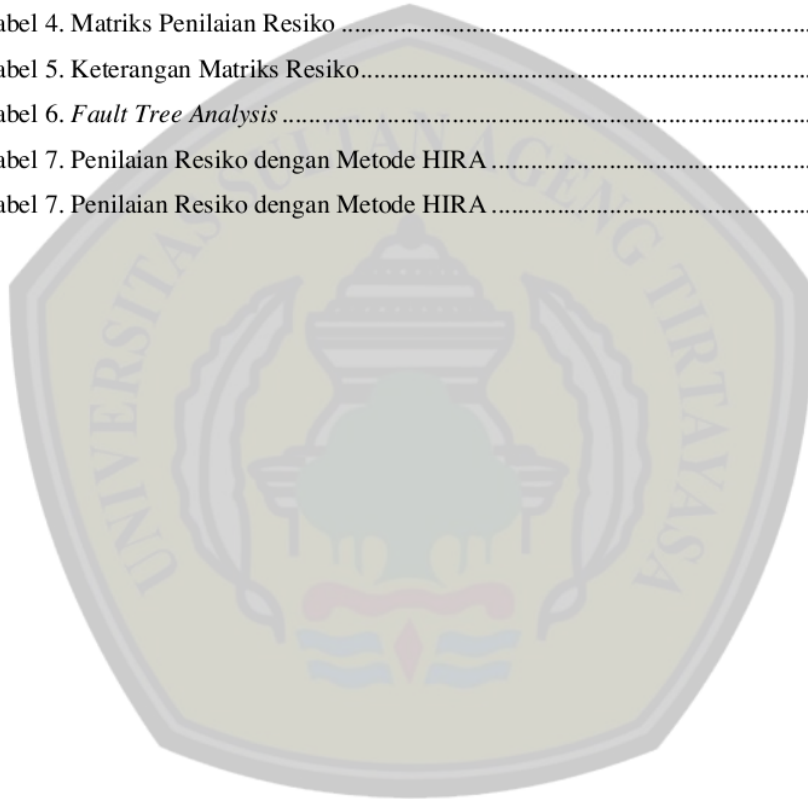 abel 4. Matriks Penilaian Resiko ............................................................................
abel 5. Keterangan Matriks Resiko.........................................................................
abel 6. Fault Tree Analysis .....................................................................................
abel 7. Penilaian Resiko dengan Metode HIRA ....................................................
abel 7. Penilaian Resiko dengan Metode HIRA ....................................................
UNIVERSITAS SULTAN AGENG TIRTAYASA